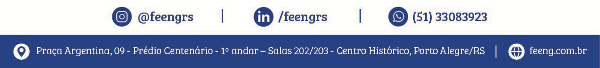 @feengrs | /feengrs | (51) 33083923
Praça Argentina, 09 - Prédio Centenário - 1º andar – Salas 202/203 - Centro Histórico, Porto Alegre/RS | feeng.com.br